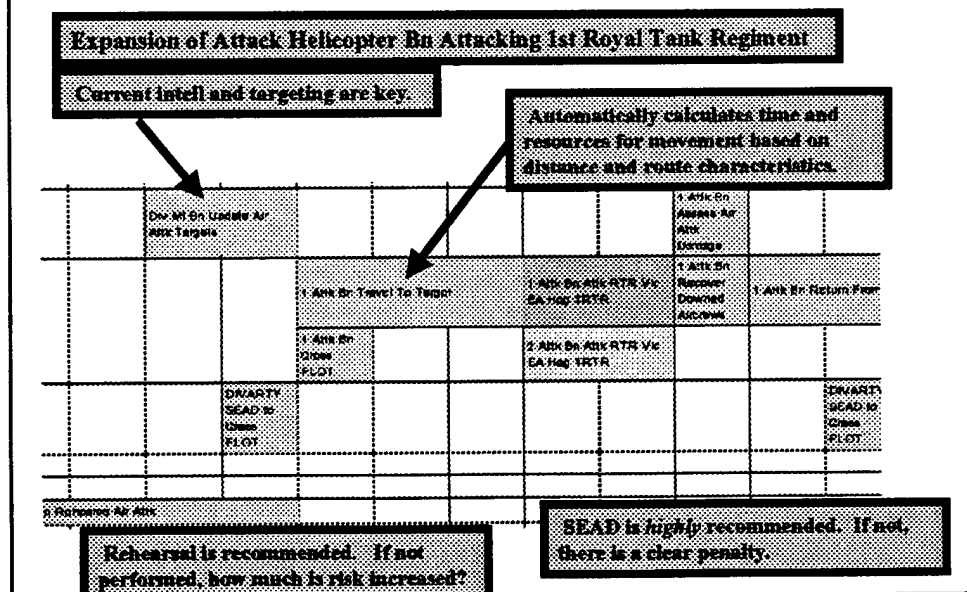 Expansion of Attack Helicopter Bn Attacking 1st Royal Tank Regiment
Current intell and targeting are key.
Automatically calculates time and
resources for movement based on
distance and route characteristics.
Div MI Bn Update Air
Attk Targets
1 Attk Bn
Assess Air
Attk
Damage
1 Attk Bn Travel To Target
1 Attk Bn Attk RTR Vic
EA Hog 1RTR
1 Attk Bn
Recover
Downed
Aircrews
1 Attk Bn Return From
1 Attk Bn
Cross
FLOT
2 Attk Bn Attk RTR Vic
EA Hog 1RTR
DIVARTY
SEAD to
Cross
FLOT
DIVARTY
SEAD to
Cross
FLOT
Rehearse Air Attk
Rehearsal is recommended. If not
performed, how much is risk increased?
SEAD is highly recommended. If not,
there is a clear penalty.